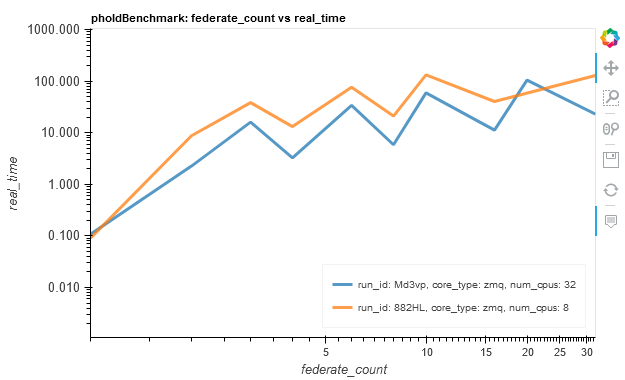 pholdBenchmark: federate_count vs real_time
1000.000
100.000
10.000
1.000
0.100
0.010
real_time
run_id: Md3vp, core_type: zmq, num_cpus: 32
run_id: 882HL, core_type: zmq, num_cpus: 8
5 10 15 20 25 30
federate_count